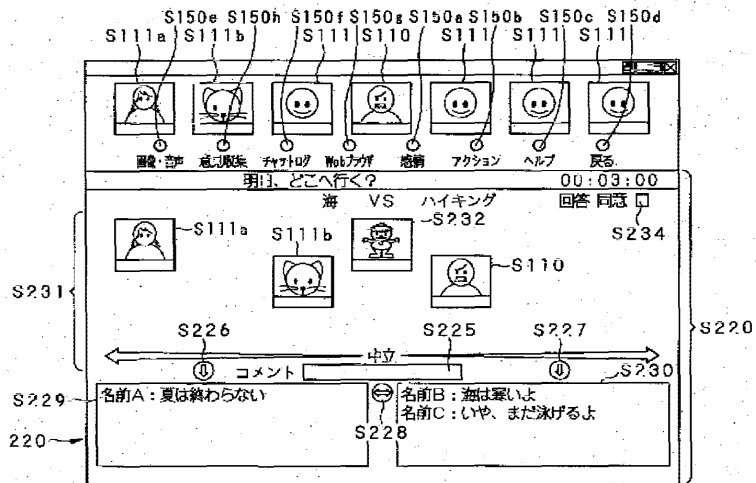 S150e S150h S150f S150g S150a S150b S150c S150d
S111a S111b S111 S110 S111 S111 S111
画像・音声 意見収集 チャットログ Webブラウザ 感情 アクション ヘルプ 戻る
明日、どこへ行く? 00:03:00
海 VS ハイキング 回答 同意
S111a S232 S234
S111b S110
S231
S220
S226 S225 S227
中立
コメント S230
S229 名前A:夏は終わらない 名前B:海は寒いよ
名前C:いや、まだ泳げるよ
S228
220